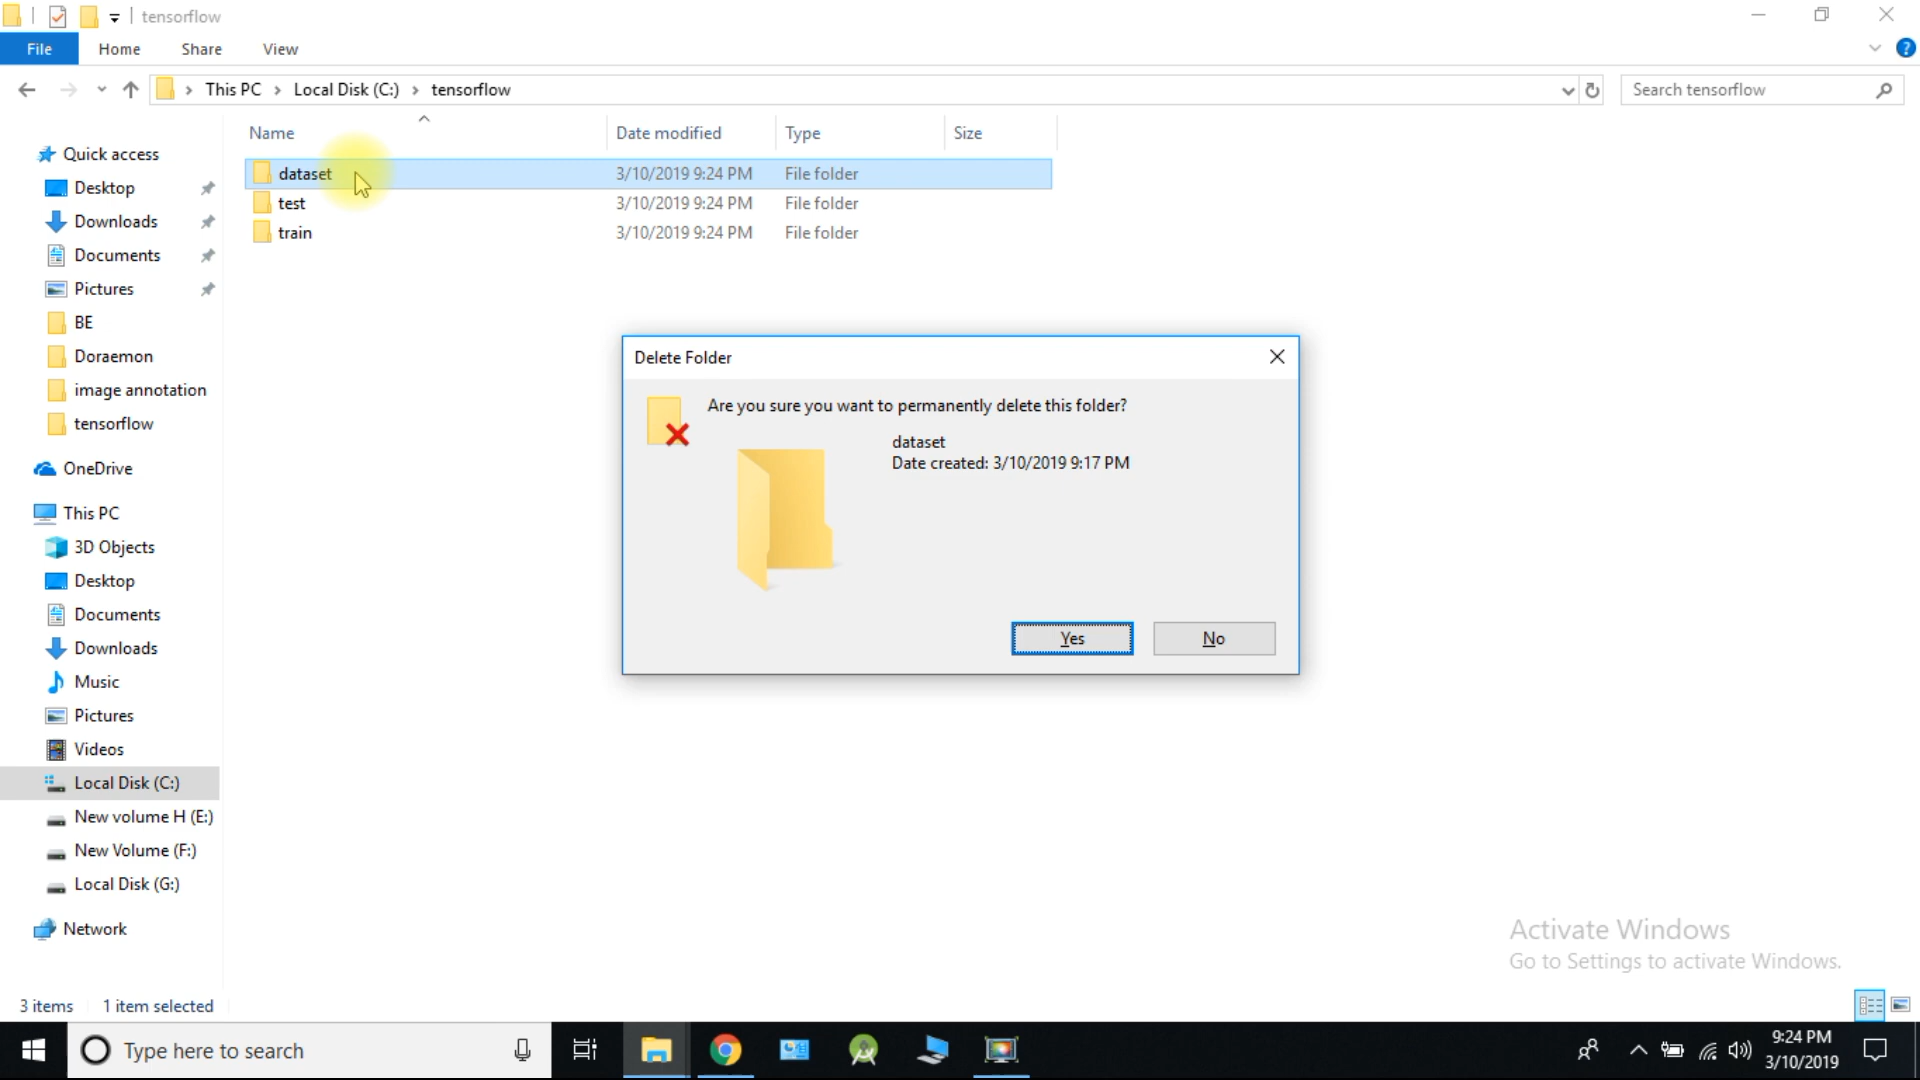 tensorflow
File Home Share View
This PC Local Disk (C:) tensorflow
Search tensorflow
Name Date modified Type Size
dataset 3/10/2019 9:24 PM File folder
test 3/10/2019 9:24 PM File folder
train 3/10/2019 9:24 PM File folder
Quick access
Desktop
Downloads
Documents
Pictures
BE
Doraemon
image annotation
tensorflow
OneDrive
This PC
3D Objects
Desktop
Documents
Downloads
Music
Pictures
Videos
Local Disk (C:)
New volume H (E:)
New Volume (F:)
Local Disk (G:)
Network
Delete Folder
Are you sure you want to permanently delete this folder?
dataset
Date created: 3/10/2019 9:17 PM
Yes No
Activate Windows
Go to Settings to activate Windows.
3 items 1 item selected
Type here to search
9:24 PM
3/10/2019